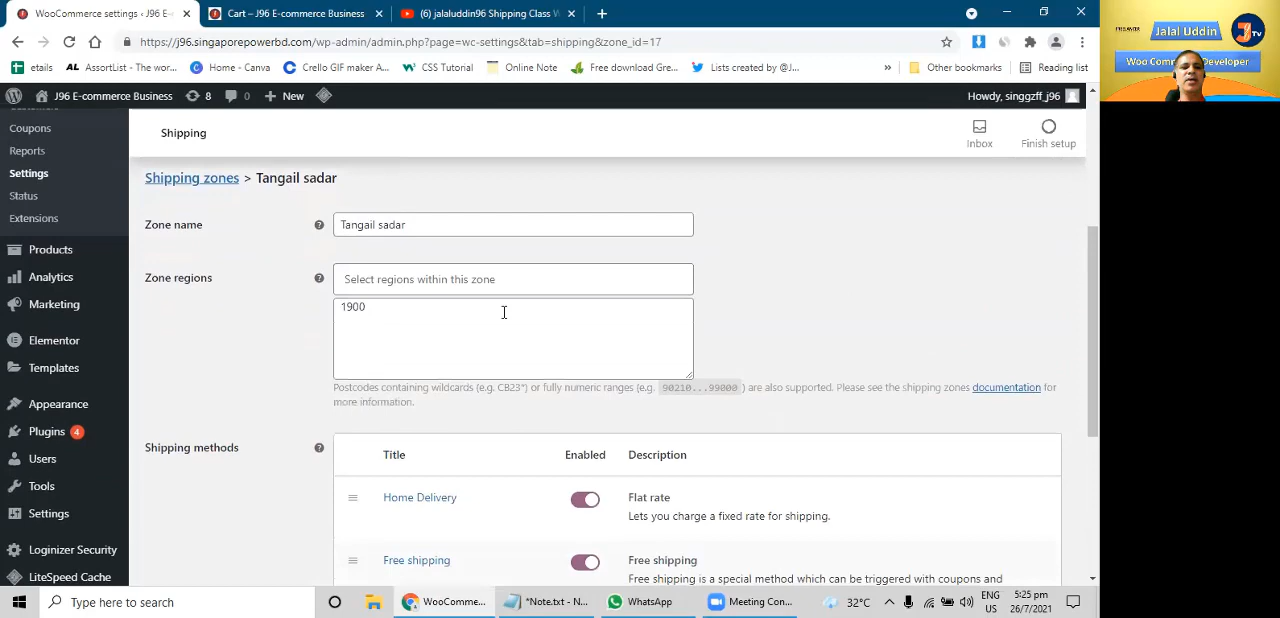 WooCommerce settings ‹ J96 E-
Cart – J96 E-commerce Business
(6) jalaluddin96 Shipping Class W
https://j96.singaporepowerbd.com/wp-admin/admin.php?page=wc-settings&tab=shipping&zone_id=17
etails
AssortList - The wor...
Home - Canva
Crello GIF maker A...
CSS Tutorial
Online Note
Free download Gre...
Lists created by @J...
»
Other bookmarks
Reading list
J96 E-commerce Business
8
0
New
Howdy, singgzff_j96
Coupons
Reports
Settings
Status
Extensions
Products
Analytics
Marketing
Elementor
Templates
Appearance
Plugins 4
Users
Tools
Settings
Loginizer Security
LiteSpeed Cache
Shipping
Inbox
Finish setup
Shipping zones > Tangail sadar
Zone name
Tangail sadar
Zone regions
Select regions within this zone
1900
Postcodes containing wildcards (e.g. CB23*) or fully numeric ranges (e.g. 90210...99000 ) are also supported. Please see the shipping zones documentation for
more information.
Shipping methods
Title Enabled Description
Home Delivery
Flat rate
Lets you charge a fixed rate for shipping.
Free shipping
Free shipping
Free shipping is a special method which can be triggered with coupons and
Type here to search
WooComme...
*Note.txt - N...
WhatsApp
Meeting Con...
32°C
ENG
US
5:25 pm
26/7/2021
FREELANCER
Jalal Uddin
TV
Woo Comm Developer